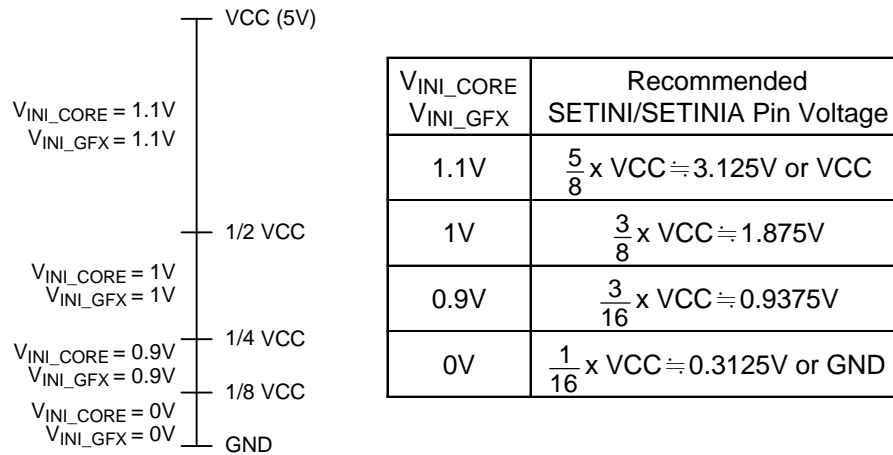 VCC (5V)
VINI_CORE = 1.1V
VINI_GFX = 1.1V
1/2 VCC
VINI_CORE = 1V
VINI_GFX = 1V
1/4 VCC
VINI_CORE = 0.9V
VINI_GFX = 0.9V
1/8 VCC
VINI_CORE = 0V
VINI_GFX = 0V
GND
VINI_CORE
VINI_GFX
Recommended
SETINI/SETINIA Pin Voltage
1.1V
5/8 x VCC≒3.125V or VCC
1V
3/8 x VCC≒1.875V
0.9V
3/16 x VCC≒0.9375V
0V
1/16 x VCC≒0.3125V or GND